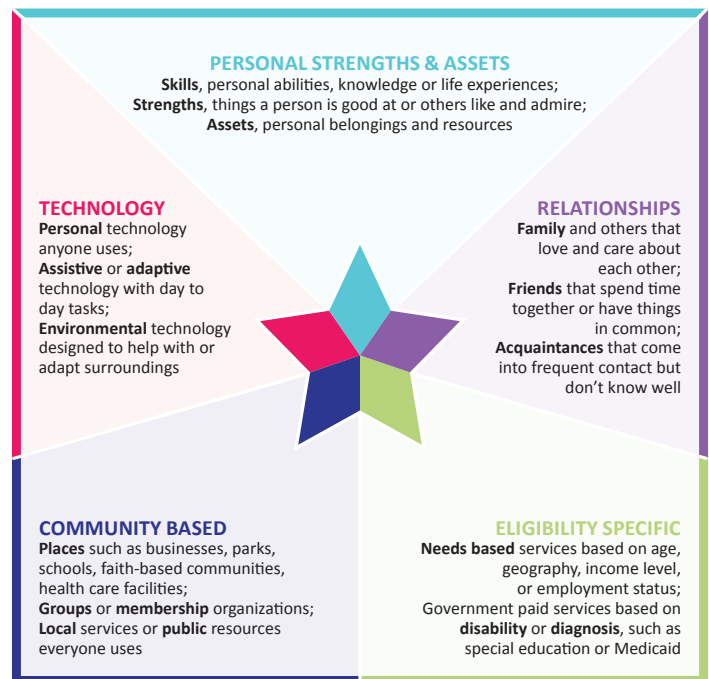 PERSONAL STRENGTHS & ASSETS
Skills, personal abilities, knowledge or life experiences;
Strengths, things a person is good at or others like and admire;
Assets, personal belongings and resources
TECHNOLOGY
Personal technology
anyone uses;
Assistive or adaptive
technology with day to
day tasks;
Environmental technology
designed to help with or
adapt surroundings
RELATIONSHIPS
Family and others that
love and care about
each other;
Friends that spend time
together or have things
in common;
Acquaintances that come
into frequent contact but
don't know well
COMMUNITY BASED
Places such as businesses, parks,
schools, faith-based communities,
health care facilities;
Groups or membership organizations;
Local services or public resources
everyone uses
ELIGIBILITY SPECIFIC
Needs based services based on age,
geography, income level,
or employment status;
Government paid services based on
disability or diagnosis, such as
special education or Medicaid